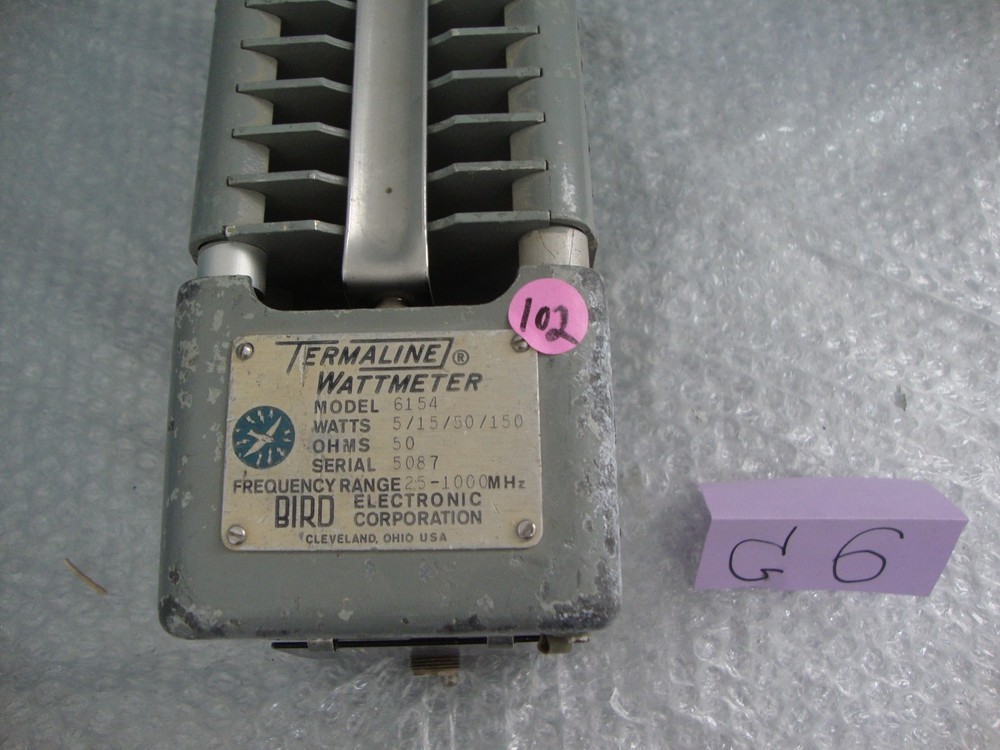 102
TERMALINE®
WATTMETER
MODEL 6154
WATTS 5/15/50/150
OHMS 50
SERIAL 5087
FREQUENCY RANGE 25-1000MHz
BIRD ELECTRONIC
CORPORATION
CLEVELAND, OHIO USA
G 6